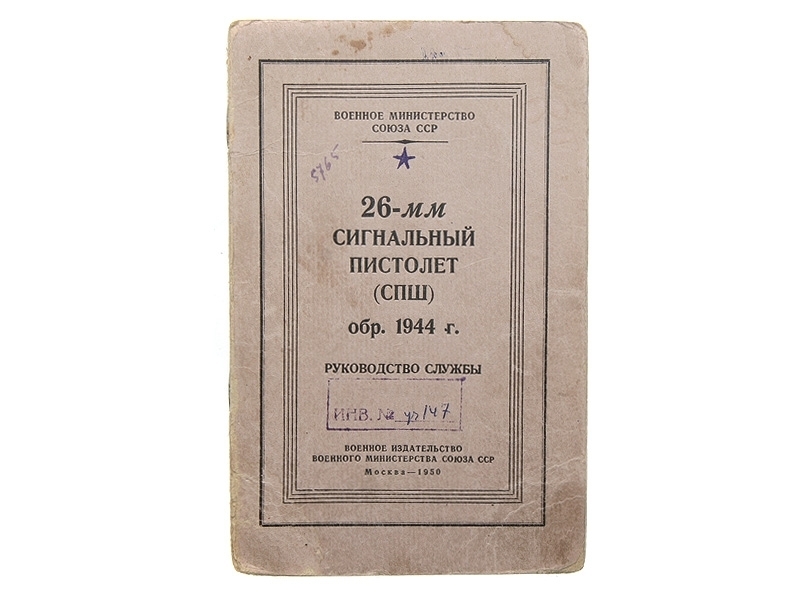 ВОЕННОЕ МИНИСТЕРСТВО
СОЮЗА ССР
5765
26-мм
СИГНАЛЬНЫЙ
ПИСТОЛЕТ
(СПШ)
обр. 1944 г.
РУКОВОДСТВО СЛУЖБЫ
ИНВ. №
ВОЕННОЕ ИЗДАТЕЛЬСТВО
ВОЕННОГО МИНИСТЕРСТВА СОЮЗА ССР
Москва—1950